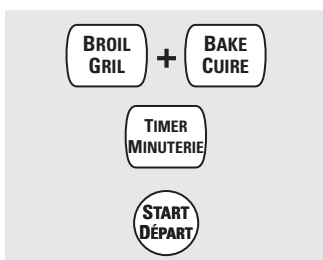 BROIL
GRIL
+
BAKE
CUIRE
TIMER
MINUTERIE
START
DÉPART